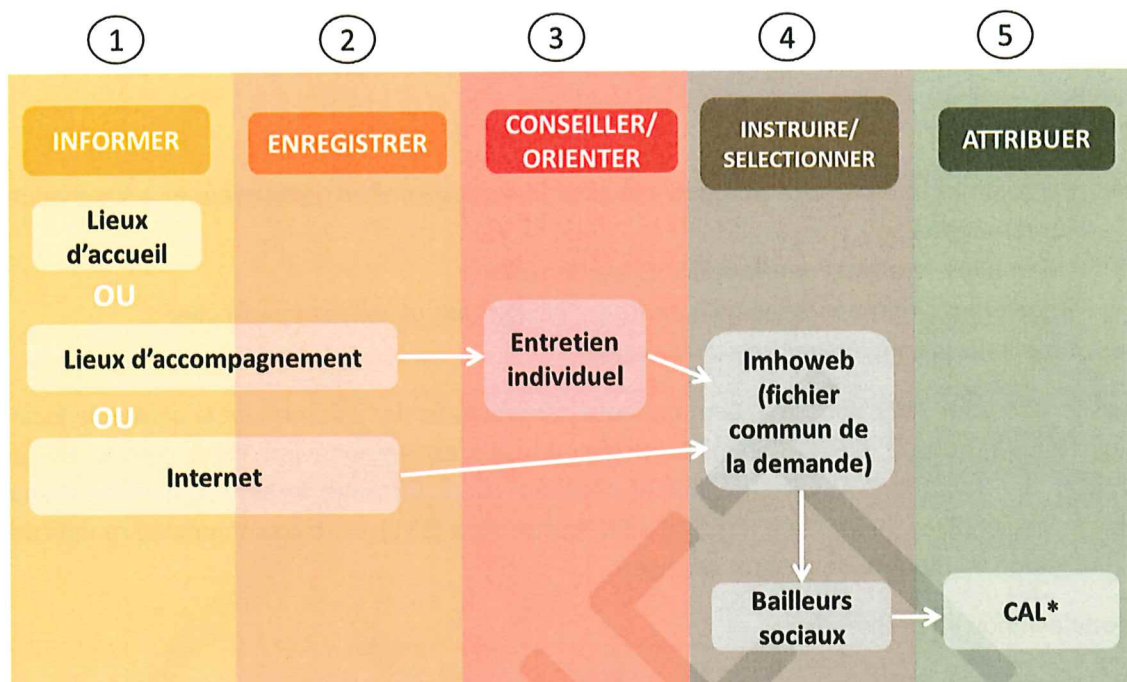 1
2
3
4
5
INFORMER
ENREGISTRER
CONSEILLER/
ORIENTER
INSTRUIRE/
SELECTIONNER
ATTRIBUER
Lieux
d'accueil
OU
Lieux d'accompagnement
OU
Internet
Entretien
individuel
Imhoweb
(fichier
commun de
la demande)
Bailleurs
sociaux
CAL*